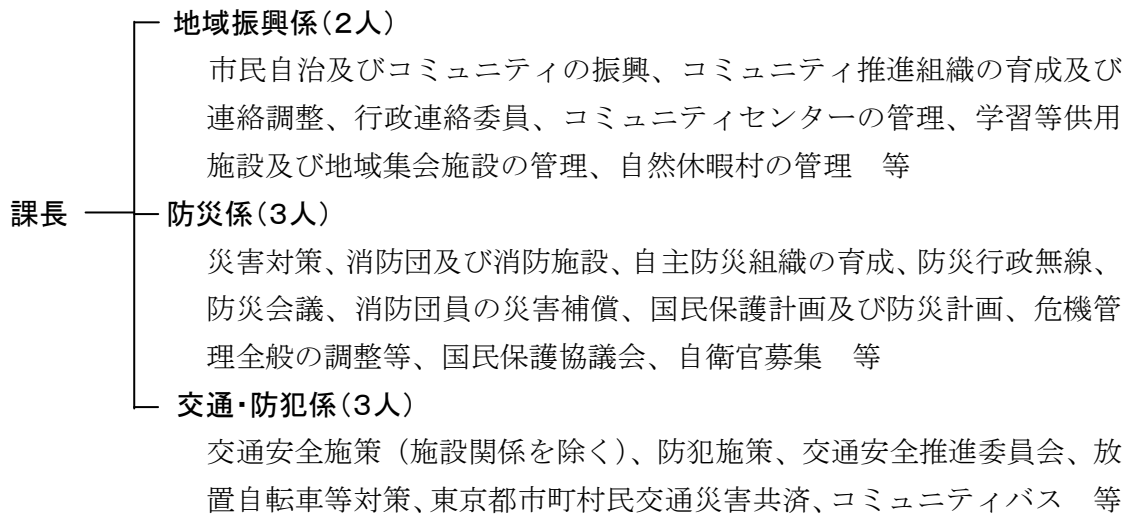 地域振興係（２人）
市民自治及びコミュニティの振興、コミュニティ推進組織の育成及び
連絡調整、行政連絡委員、コミュニティセンターの管理、学習等供用
施設及び地域集会施設の管理、自然休暇村の管理　等
課長
防災係（３人）
災害対策、消防団及び消防施設、自主防災組織の育成、防災行政無線、
防災会議、消防団員の災害補償、国民保護計画及び防災計画、危機管
理全般の調整等、国民保護協議会、自衛官募集　等
交通・防犯係（３人）
交通安全施策（施設関係を除く）、防犯施策、交通安全推進委員会、放
置自転車等対策、東京都市町村民交通災害共済、コミュニティバス　等